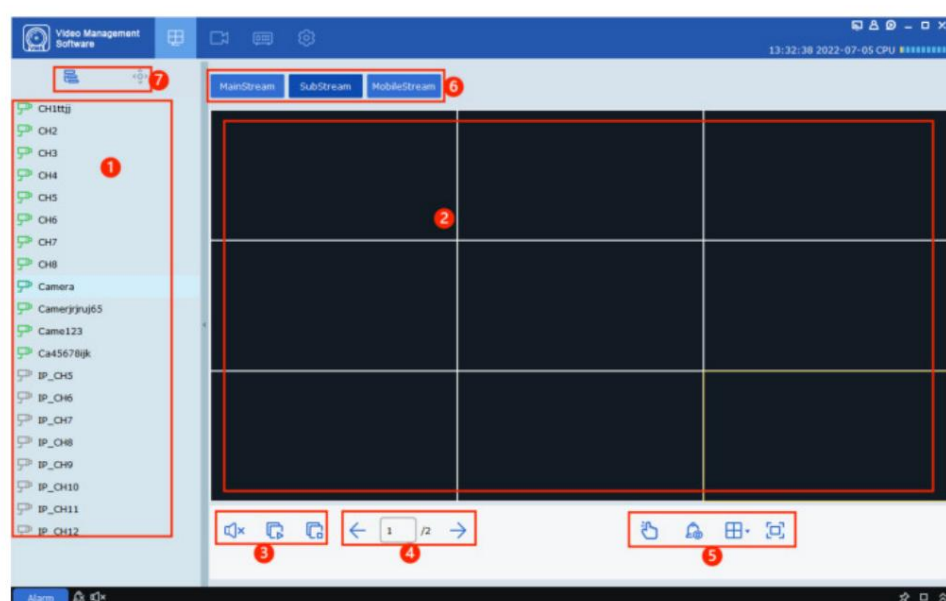 Video Management
Software
13:32:38 2022-07-05 CPU
7
MainStream SubStream MobileStream 6
CH1ttjj
CH2
CH3
1
CH4
CH5
CH6
2
CH7
CH8
Camera
Camerjrjruj65
Came123
Ca45678ijk
IP_CH5
IP_CH6
IP_CH7
IP_CH8
IP_CH9
IP_CH10
IP_CH11
IP_CH12
1 /2
3 4 5
Alarm